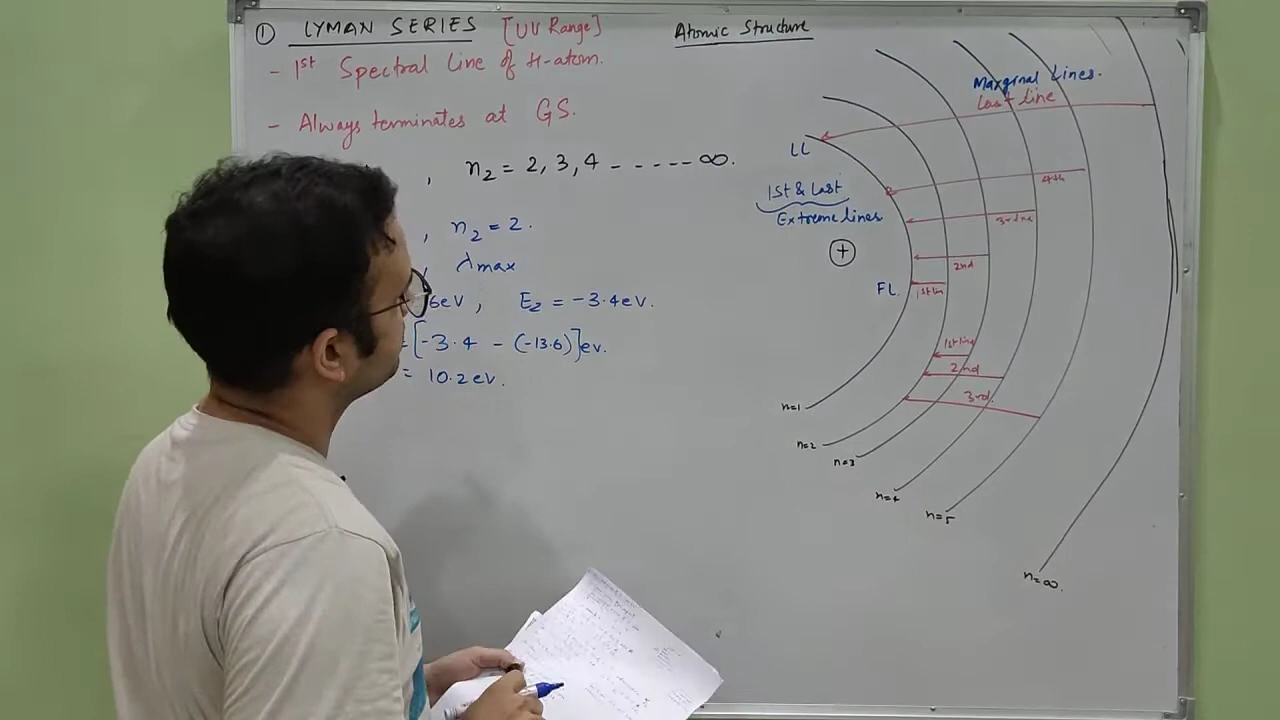 ① LYMAN SERIES [UV Range]
Atomic Structure
- 1st Spectral Line of H-atom.
- Always terminates at GS.
, n₂ = 2, 3, 4 ------ ∞.
, n₂ = 2.
, λmax
6eV , E₂ = -3.4eV.
= [-3.4 - (-13.6)]eV.
= 10.2 eV.
Marginal Lines.
Last line
LL
4th
1st & Last
Extreme lines
3rd line
+
2nd
FL.
1st line
1st line
2nd
3rd.
n=1
n=2
n=3
n=4
n=5
n=∞.